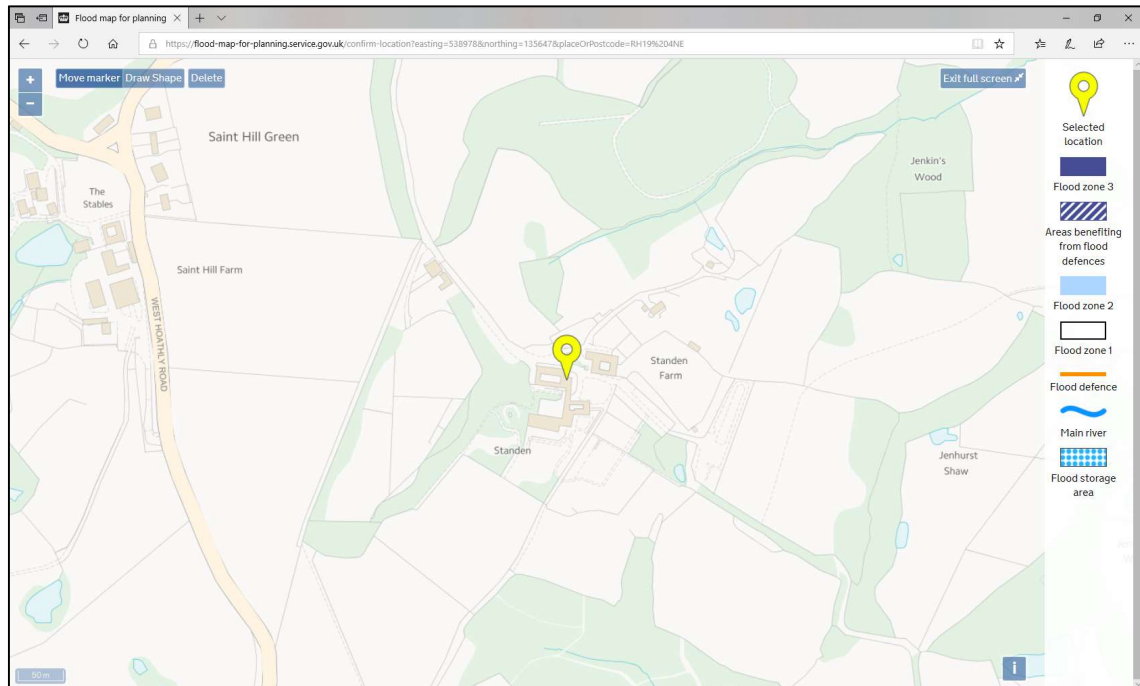 Flood map for planning
https://flood-map-for-planning.service.gov.uk/confirm-location?easting=538978&northing=135647&placeOrPostcode=RH19%204NE
Move marker
Draw Shape
Delete
Exit full screen
Saint Hill Green
The
Stables
Saint Hill Farm
WEST HOATHLY ROAD
Jenkin's
Wood
Standen
Farm
Standen
Jenhurst
Shaw
50 m
i
Selected
location
Flood zone 3
Areas benefiting
from flood
defences
Flood zone 2
Flood zone 1
Flood defence
Main river
Flood storage
area